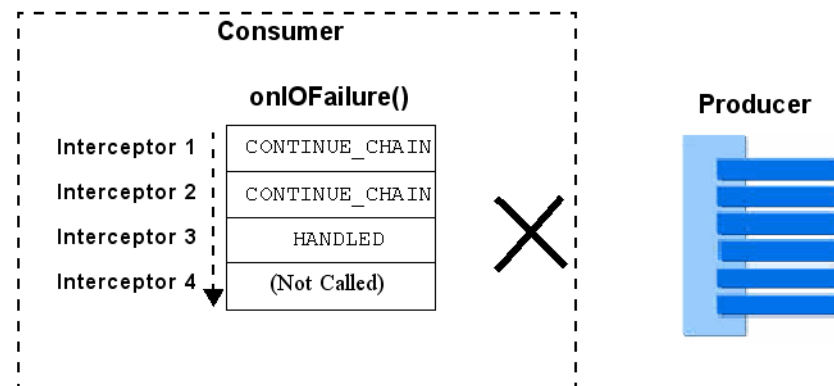 Consumer
onIOFailure()
Producer
Interceptor 1 CONTINUE_CHAIN
Interceptor 2 CONTINUE_CHAIN
Interceptor 3 HANDLED
Interceptor 4 (Not Called)